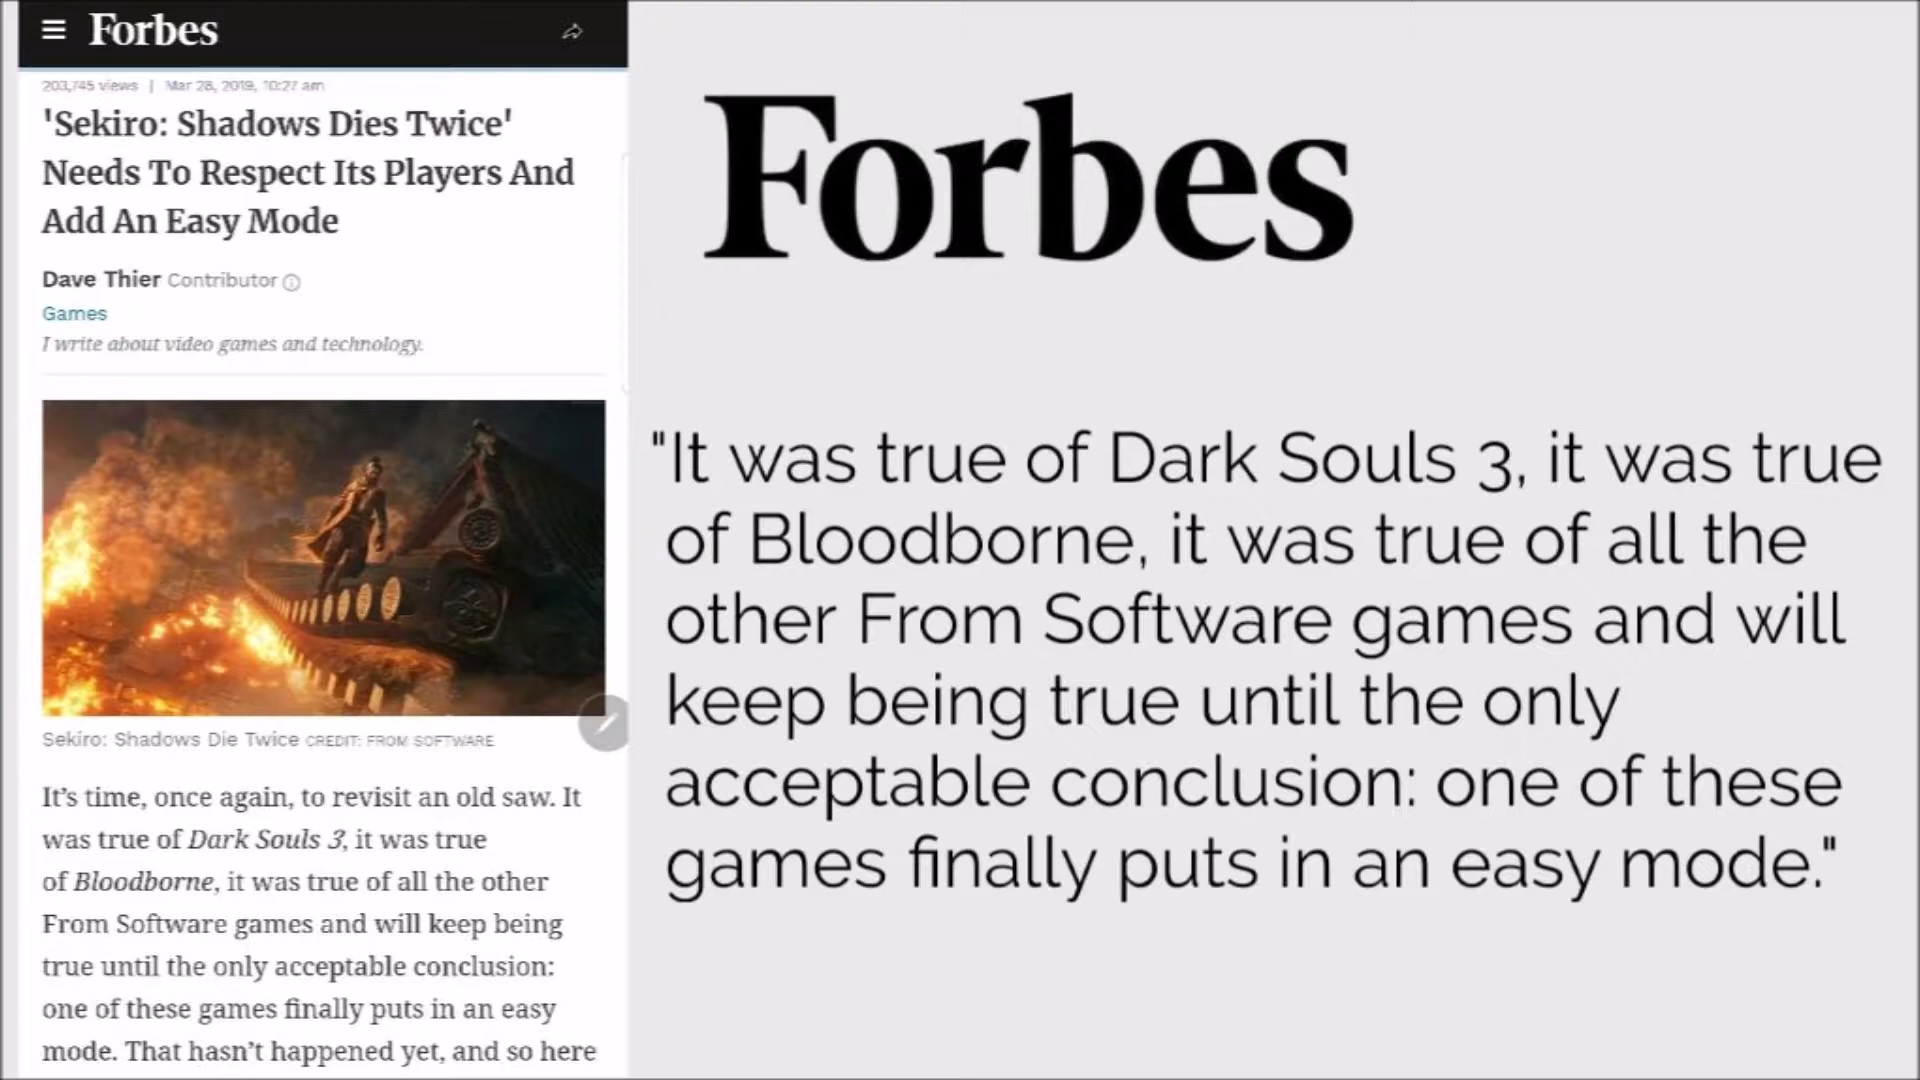 Forbes
203,745 views | Mar 28, 2019, 10:27 am
'Sekiro: Shadows Dies Twice'
Needs To Respect Its Players And
Add An Easy Mode
Dave Thier Contributor
Games
I write about video games and technology.
Sekiro: Shadows Die Twice CREDIT: FROM SOFTWARE
It's time, once again, to revisit an old saw. It
was true of Dark Souls 3, it was true
of Bloodborne, it was true of all the other
From Software games and will keep being
true until the only acceptable conclusion:
one of these games finally puts in an easy
mode. That hasn't happened yet, and so here
Forbes
"It was true of Dark Souls 3, it was true
of Bloodborne, it was true of all the
other From Software games and will
keep being true until the only
acceptable conclusion: one of these
games finally puts in an easy mode."